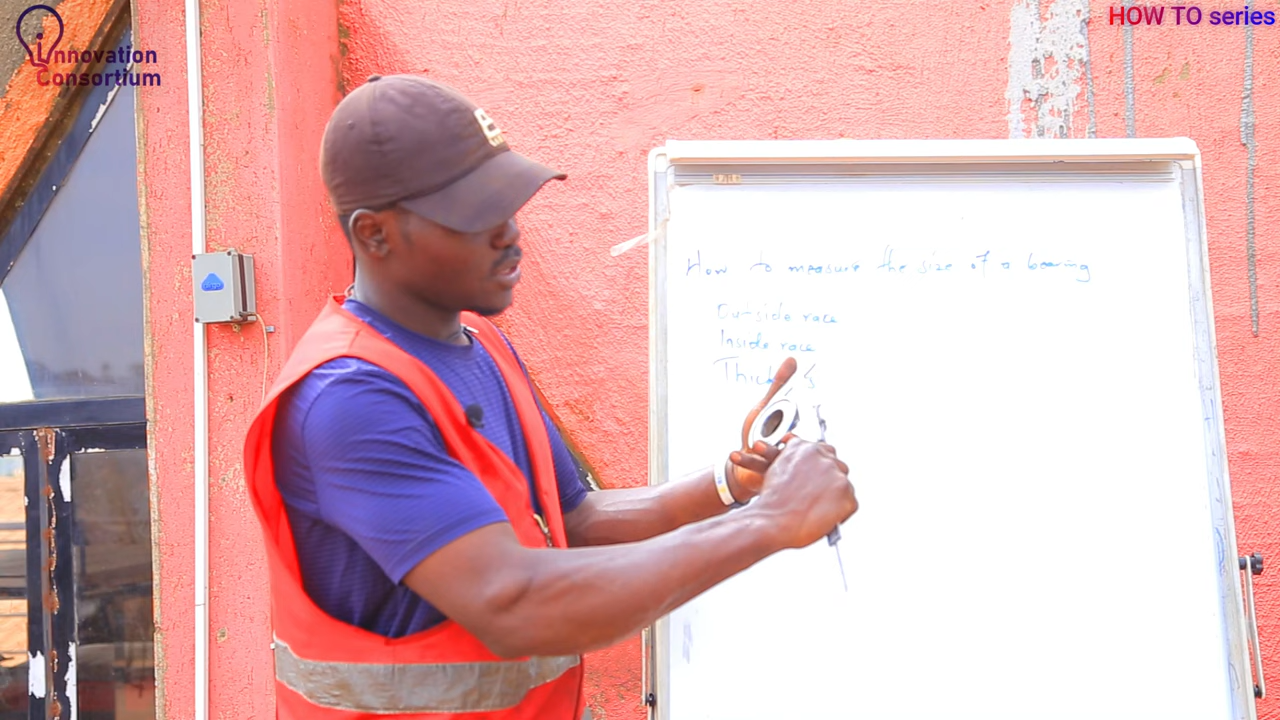 innovation
Consortium
HOW TO series
How to measure the size of a bearing
Outside race
Inside race